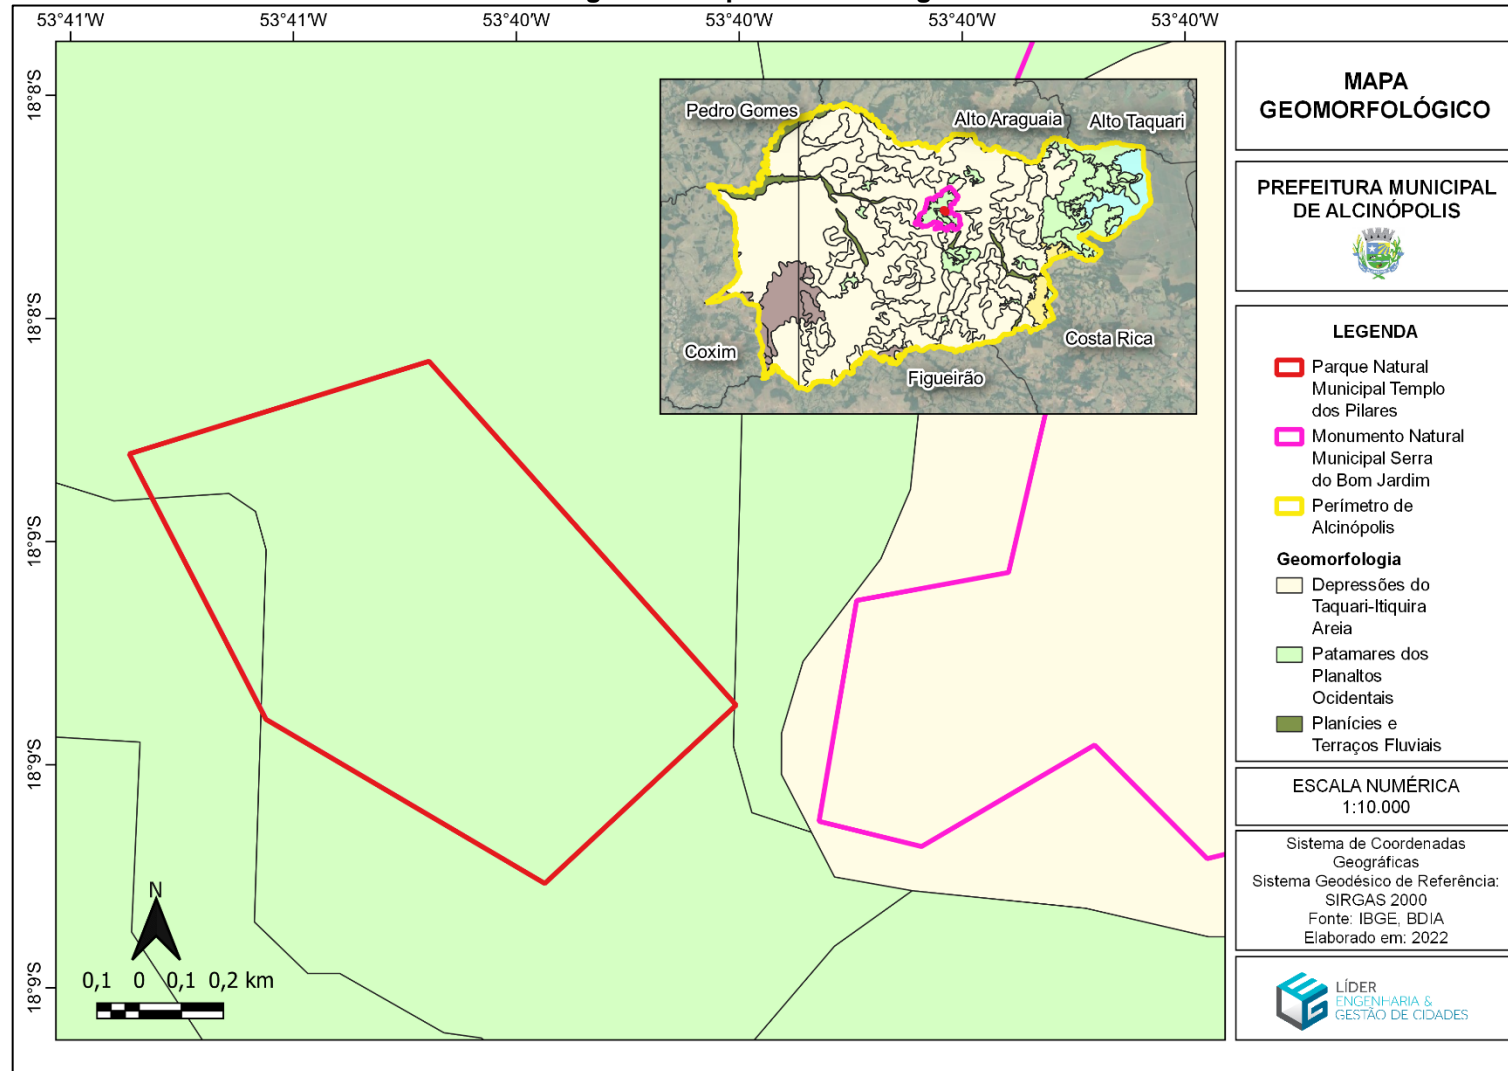 53°41'W
53°41'W
53°40'W
53°40'W
53°40'W
53°40'W
18°8'S
18°8'S
18°9'S
18°9'S
18°9'S
Pedro Gomes
Alto Araguaia
Alto Taquari
Coxim
Figueirão
Costa Rica
N
0,1 0 0,1 0,2 km
MAPA
GEOMORFOLÓGICO
PREFEITURA MUNICIPAL
DE ALCINÓPOLIS
LEGENDA
Parque Natural
Municipal Templo
dos Pilares
Monumento Natural
Municipal Serra
do Bom Jardim
Perímetro de
Alcinópolis
Geomorfologia
Depressões do
Taquari-Itiquira
Areia
Patamares dos
Planaltos
Ocidentais
Planícies e
Terraços Fluviais
ESCALA NUMÉRICA
1:10.000
Sistema de Coordenadas
Geográficas
Sistema Geodésico de Referência:
SIRGAS 2000
Fonte: IBGE, BDIA
Elaborado em: 2022
LÍDER
ENGENHARIA &
GESTÃO DE CIDADES